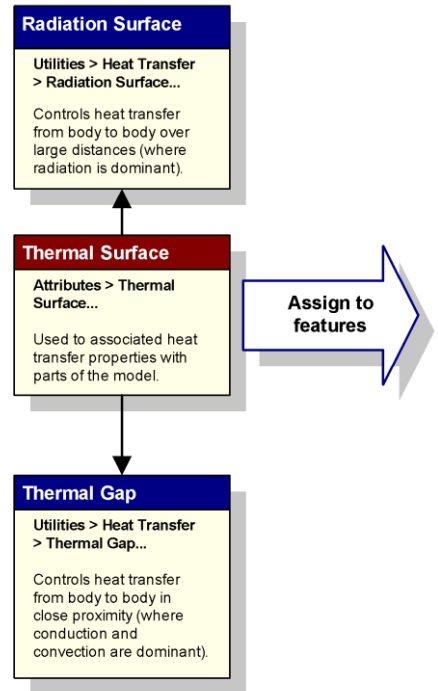 Radiation Surface
Utilities > Heat Transfer
> Radiation Surface...
Controls heat transfer
from body to body over
large distances (where
radiation is dominant).
Thermal Surface
Attributes > Thermal
Surface...
Used to associated heat
transfer properties with
parts of the model.
Assign to
features
Thermal Gap
Utilities > Heat Transfer
> Thermal Gap...
Controls heat transfer
from body to body in
close proximity (where
conduction and
convection are dominant).